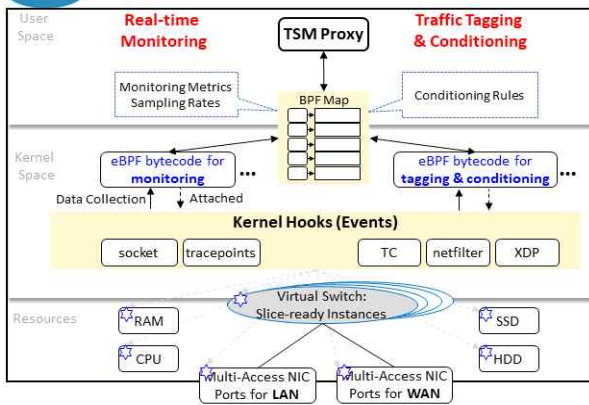 User
Space
Real-time
Monitoring
TSM Proxy
Traffic Tagging
& Conditioning
Monitoring Metrics
Sampling Rates
BPF Map
Conditioning Rules
Kernel
Space
eBPF bytecode for
monitoring
...
eBPF bytecode for
tagging & conditioning
...
Data Collection
Attached
Kernel Hooks (Events)
socket
tracepoints
TC
netfilter
XDP
Resources
Virtual Switch:
Slice-ready Instances
RAM
SSD
CPU
HDD
Multi-Access NIC
Ports for LAN
Multi-Access NIC
Ports for WAN